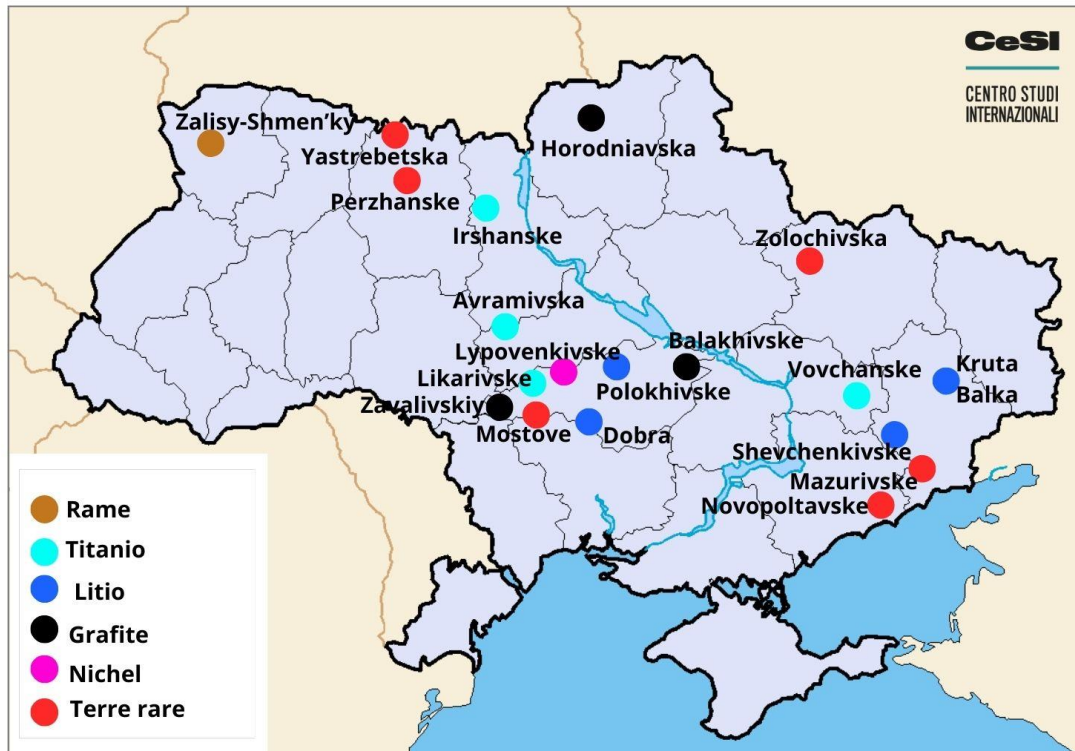 CeSI
CENTRO STUDI
INTERNAZIONALI
Zalisy-Shmen'ky
Yastrebetska
Perzhanske
Horodniavska
Irshanske
Zolochivska
Avramivska
Lypovenkivske
Balakhivske
Likarivske
Polokhivske
Vovchanske
Kruta
Balka
Zavalivskiy
Mostove
Dobra
Shevchenkivske
Mazurivske
Novopoltavske
Rame
Titanio
Litio
Grafite
Nichel
Terre rare